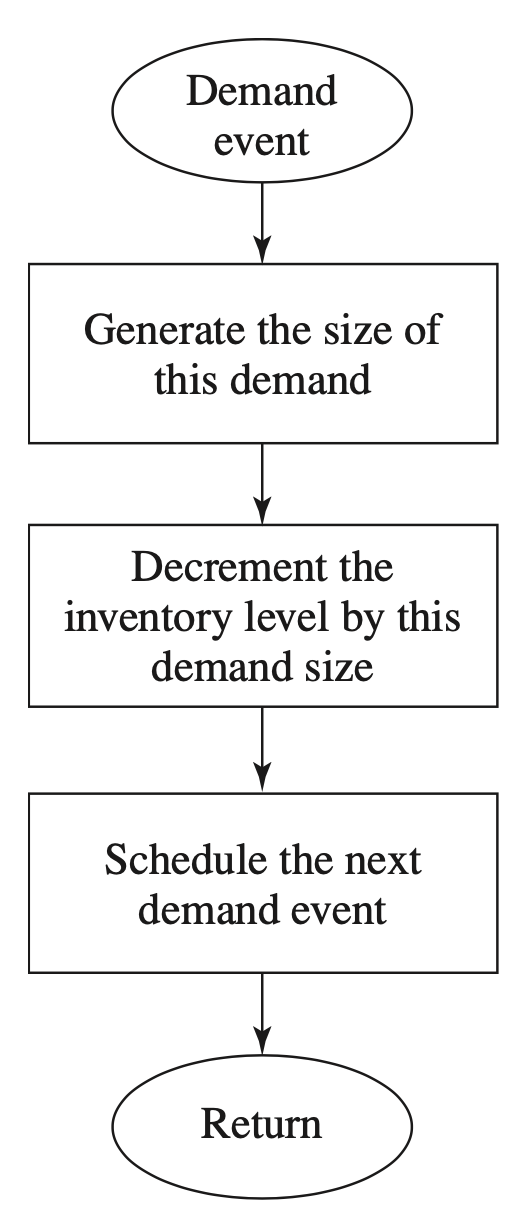 Demand
event
Generate the size of
this demand
Decrement the
inventory level by this
demand size
Schedule the next
demand event
Return